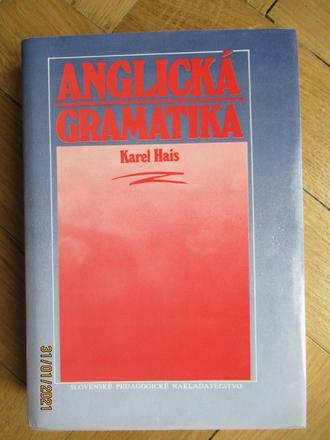 ANGLICKÁ
GRAMATIKA
Karel Hais
SLOVENSKÉ PEDAGOGICKÉ NAKLADATEĽSTVO
31/01/2021